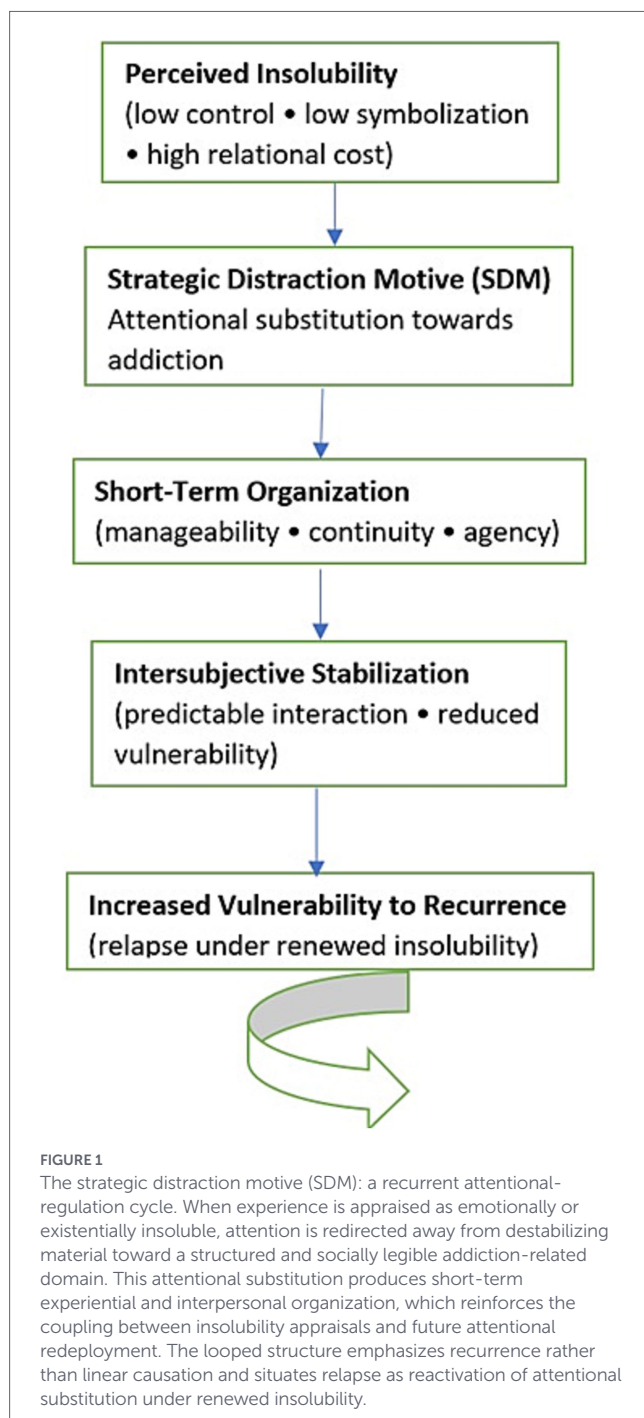 Perceived Insolubility
(low control • low symbolization
• high relational cost)
Strategic Distraction Motive (SDM)
Attentional substitution towards
addiction
Short-Term Organization
(manageability • continuity • agency)
Intersubjective Stabilization
(predictable interaction • reduced
vulnerability)
Increased Vulnerability to Recurrence
(relapse under renewed insolubility)
FIGURE 1
The strategic distraction motive (SDM): a recurrent attentional-
regulation cycle. When experience is appraised as emotionally or
existentially insoluble, attention is redirected away from destabilizing
material toward a structured and socially legible addiction-related
domain. This attentional substitution produces short-term
experiential and interpersonal organization, which reinforces the
coupling between insolubility appraisals and future attentional
redeployment. The looped structure emphasizes recurrence rather
than linear causation and situates relapse as reactivation of attentional
substitution under renewed insolubility.